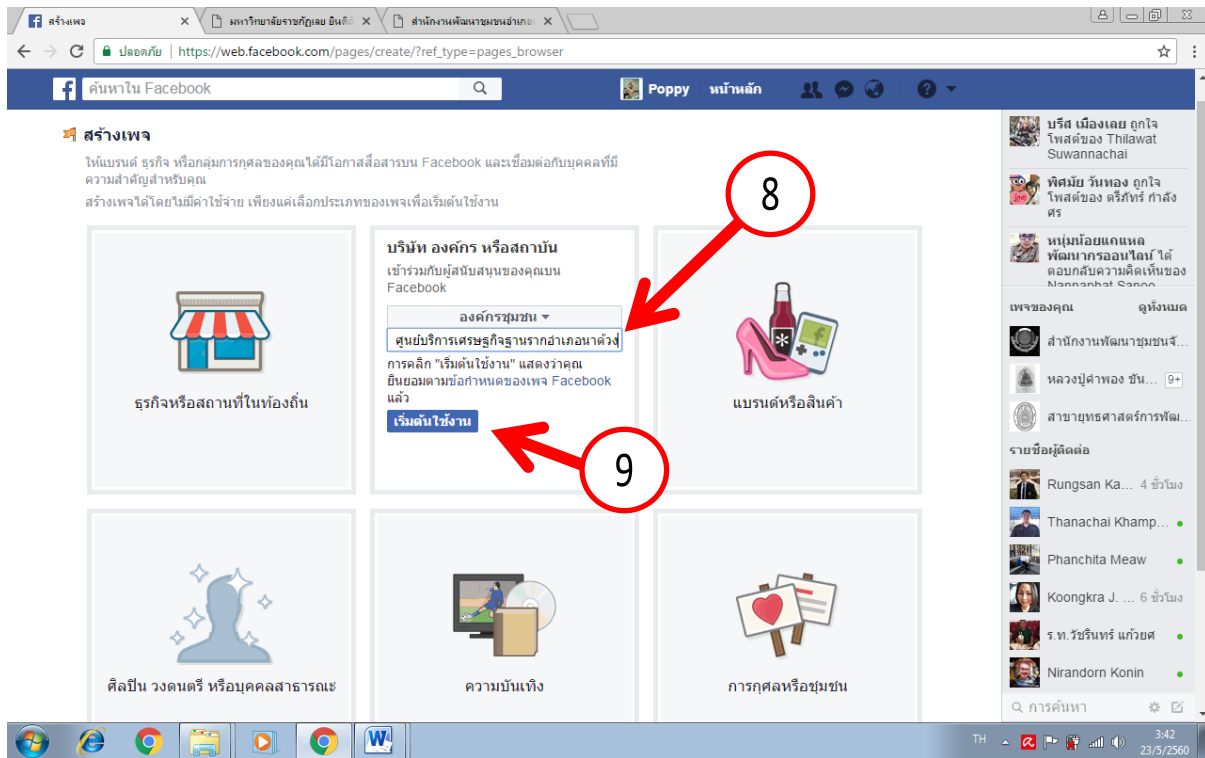 สร้างเพจ
มหาวิทยาลัยราชภัฏเลย ยินดีต้
สำนักงานพัฒนาชุมชนอำเภอ
ปลอดภัย | https://web.facebook.com/pages/create/?ref_type=pages_browser
ค้นหาใน Facebook
Poppy หน้าหลัก
สร้างเพจ
ให้แบรนด์ ธุรกิจ หรือกลุ่มการกุศลของคุณได้มีโอกาสสื่อสารบน Facebook และเชื่อมต่อกับบุคคลที่มี
ความสำคัญสำหรับคุณ
สร้างเพจได้โดยไม่มีค่าใช้จ่าย เพียงแค่เลือกประเภทของเพจเพื่อเริ่มต้นใช้งาน
8
ธุรกิจหรือสถานที่ในท้องถิ่น
บริษัท องค์กร หรือสถาบัน
เข้าร่วมกับผู้สนับสนุนของคุณบน
Facebook
องค์กรชุมชน
ศูนย์บริการเศรษฐกิจฐานรากอำเภอนาด้วง
การคลิก "เริ่มต้นใช้งาน" แสดงว่าคุณ
ยินยอมตามข้อกำหนดของเพจ Facebook
แล้ว
เริ่มต้นใช้งาน
9
แบรนด์หรือสินค้า
ศิลปิน วงดนตรี หรือบุคคลสาธารณะ
ความบันเทิง
การกุศลหรือชุมชน
บรีส เมืองเลย ถูกใจ
โพสต์ของ Thilawat
Suwannachai
พิศมัย วันทอง ถูกใจ
โพสต์ของ ตรีภัทร์ กำลัง
ศร
หนุ่มน้อยแกแหล
พัฒนากรออนไลน์ ได้
ตอบกลับความคิดเห็นของ
Nannaphat Sanoo
เพจของคุณ ดูทั้งหมด
สำนักงานพัฒนาชุมชนจั...
หลวงปู่คำพอง ขัน... 9+
สาขายุทธศาสตร์การพัฒ...
รายชื่อผู้ติดต่อ
Rungsan Ka... 4 ชั่วโมง
Thanachai Khamp...
Phanchita Meaw
Koongkra J. ... 6 ชั่วโมง
ร.ท.วัชรินทร์ แก้วยศ
Nirandorn Konin
การค้นหา
TH
3:42
23/5/2560